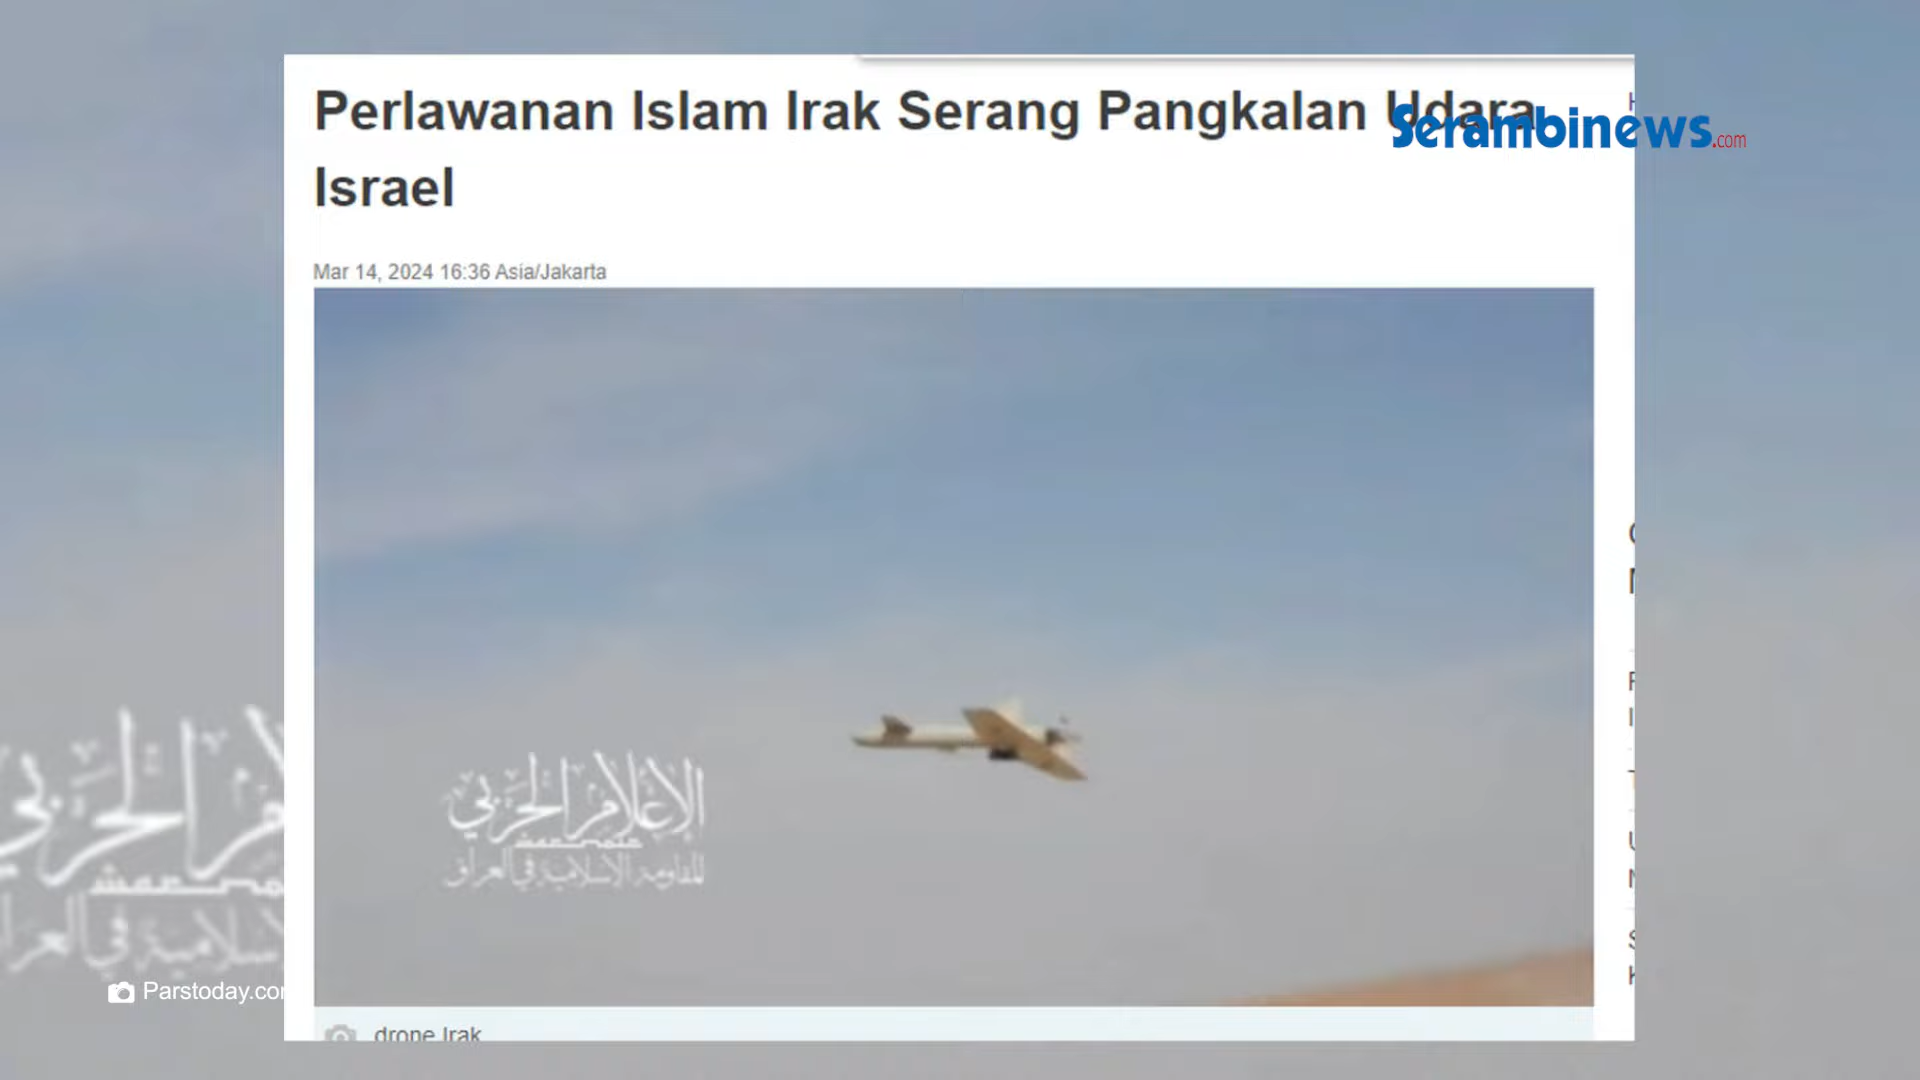 Perlawanan Islam Irak Serang Pangkalan Udara
Israel
Serambinews.com
Mar 14, 2024 16:36 Asia/Jakarta
الإعلام الحربي
للمقاومة الإسلامية في العراق
Parstoday.com
drone Irak